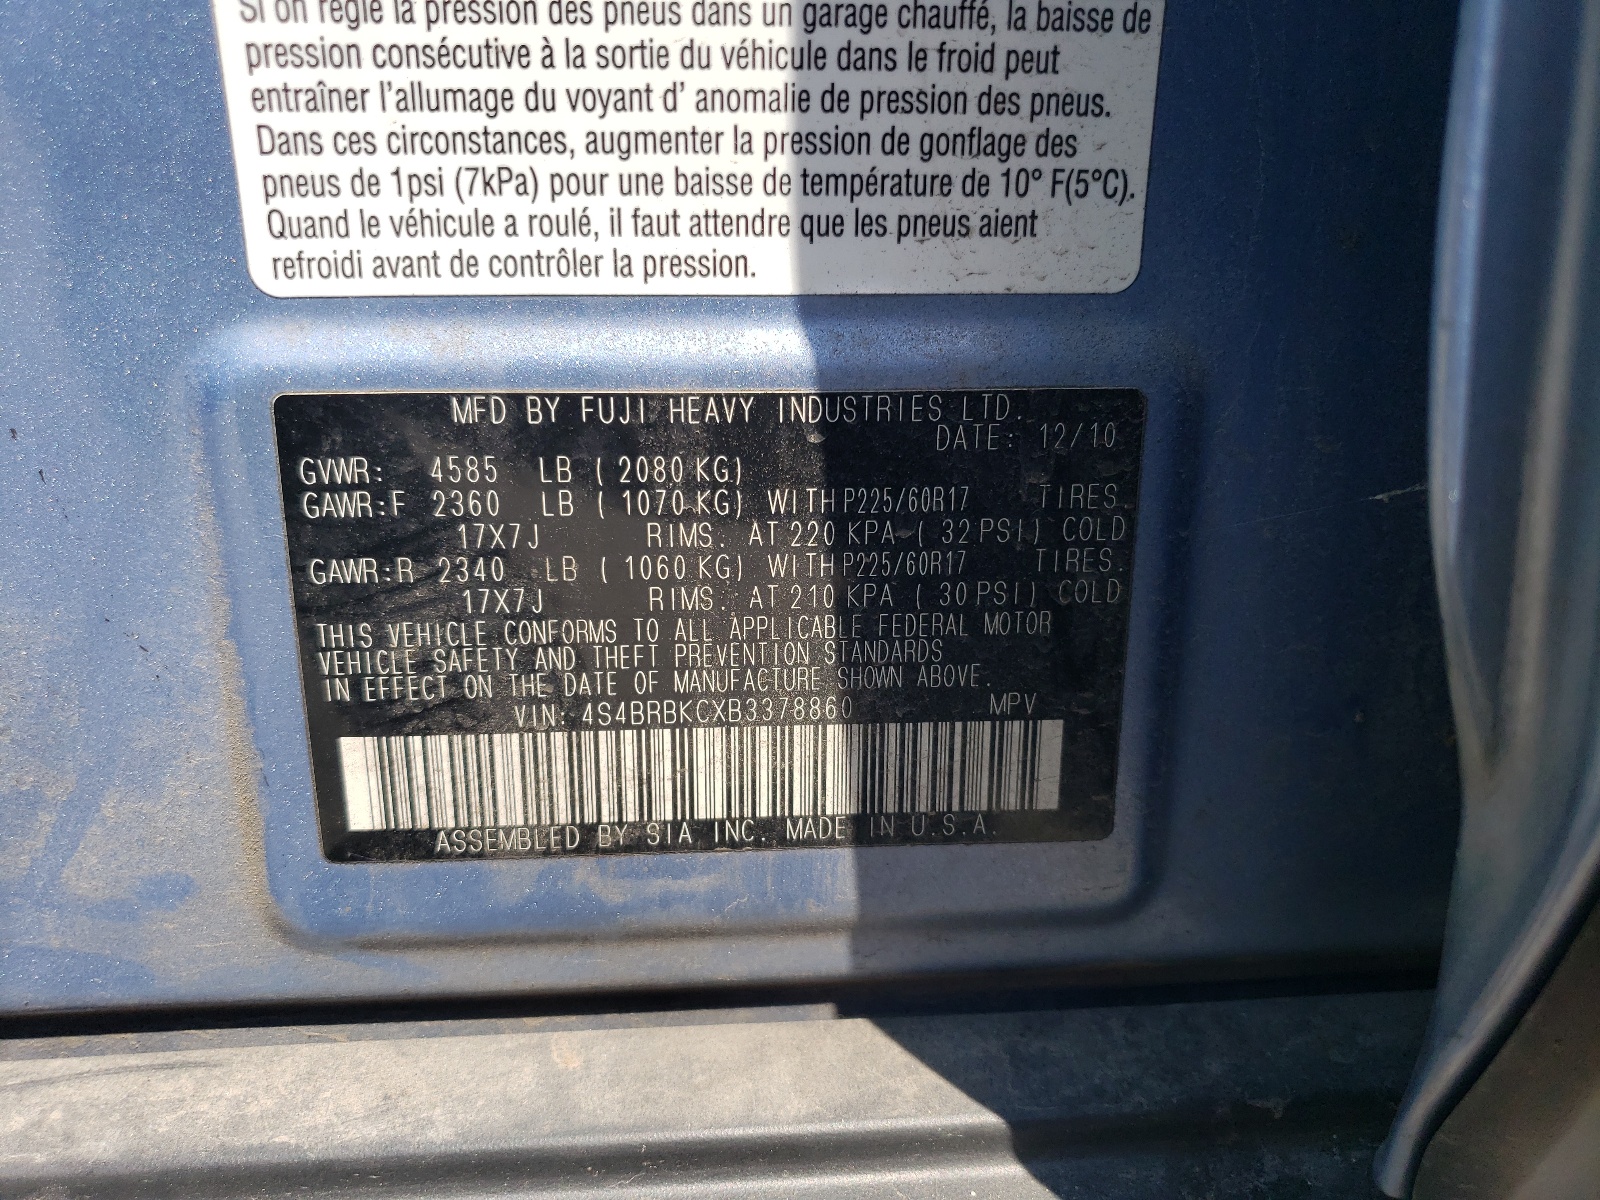 Si on règle la pression des pneus dans un garage chauffé, la baisse de
pression consécutive à la sortie du véhicule dans le froid peut
entraîner l'allumage du voyant d' anomalie de pression des pneus.
Dans ces circonstances, augmenter la pression de gonflage des
pneus de 1psi (7kPa) pour une baisse de température de 10° F(5°C).
Quand le véhicule a roulé, il faut attendre que les pneus aient
refroidi avant de contrôler la pression.
MFD BY FUJI HEAVY INDUSTRIES LTD.
DATE: 12/10
GVWR: 4585 LB ( 2080 KG)
GAWR:F 2360 LB ( 1070 KG) WITH P225/60R17 TIRES.
17X7J RIMS. AT 220 KPA ( 32 PSI) COLD
GAWR:R 2340 LB ( 1060 KG) WITH P225/60R17 TIRES.
17X7J RIMS. AT 210 KPA ( 30 PSI) COLD
THIS VEHICLE CONFORMS TO ALL APPLICABLE FEDERAL MOTOR
VEHICLE SAFETY AND THEFT PREVENTION STANDARDS
IN EFFECT ON THE DATE OF MANUFACTURE SHOWN ABOVE.
VIN: 4S4BRBKCXB3378860 MPV
ASSEMBLED BY SIA INC. MADE IN U.S.A.